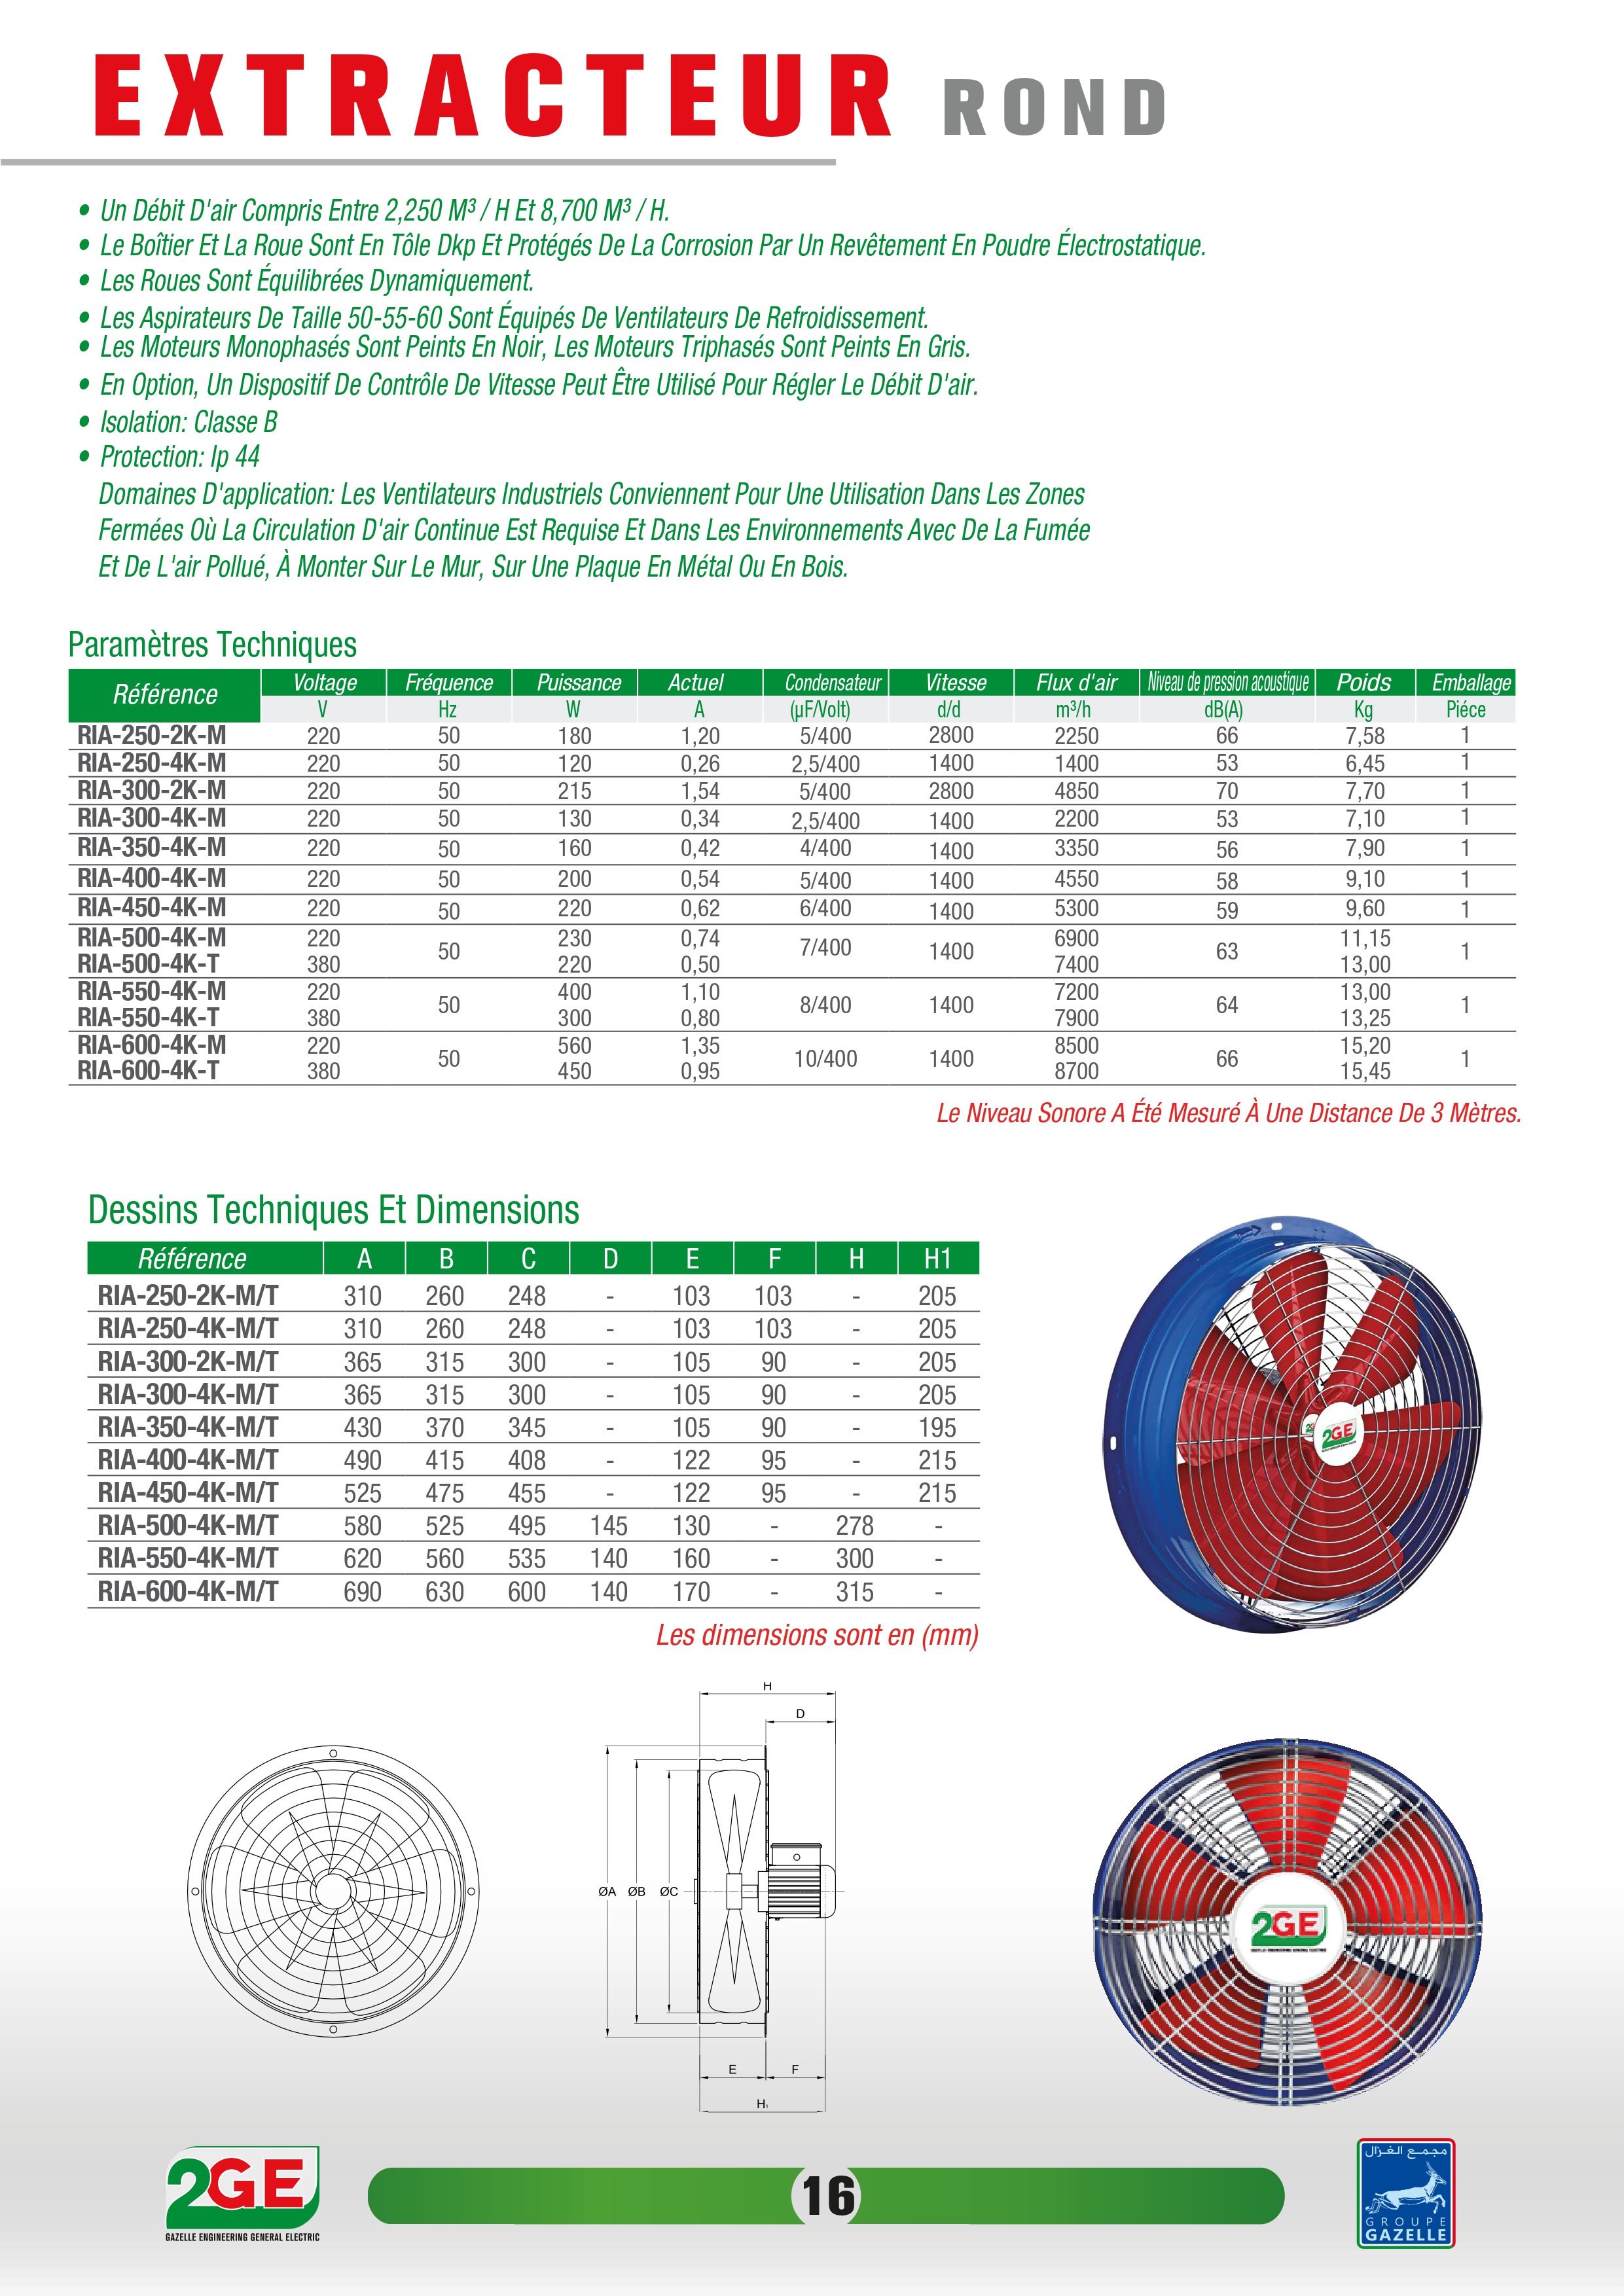 EXTRACTEUR ROND
• Un Débit D'air Compris Entre 2,250 M³ / H Et 8,700 M³ / H.
• Le Boîtier Et La Roue Sont En Tôle Dkp Et Protégés De La Corrosion Par Un Revêtement En Poudre Électrostatique.
• Les Roues Sont Équilibrées Dynamiquement.
• Les Aspirateurs De Taille 50-55-60 Sont Équipés De Ventilateurs De Refroidissement.
• Les Moteurs Monophasés Sont Peints En Noir, Les Moteurs Triphasés Sont Peints En Gris.
• En Option, Un Dispositif De Contrôle De Vitesse Peut Être Utilisé Pour Régler Le Débit D'air.
• Isolation: Classe B
• Protection: Ip 44
Domaines D'application: Les Ventilateurs Industriels Conviennent Pour Une Utilisation Dans Les Zones
Fermées Où La Circulation D'air Continue Est Requise Et Dans Les Environnements Avec De La Fumée
Et De L'air Pollué, À Monter Sur Le Mur, Sur Une Plaque En Métal Ou En Bois.
Paramètres Techniques
Référence Voltage Fréquence Puissance Actuel Condensateur Vitesse Flux d'air Niveau de pression acoustique Poids Emballage
V Hz W A (µF/Volt) d/d m³/h dB(A) Kg Piéce
RIA-250-2K-M 220 50 180 1,20 5/400 2800 2250 66 7,58 1
RIA-250-4K-M 220 50 120 0,26 2,5/400 1400 1400 53 6,45 1
RIA-300-2K-M 220 50 215 1,54 5/400 2800 4850 70 7,70 1
RIA-300-4K-M 220 50 130 0,34 2,5/400 1400 2200 53 7,10 1
RIA-350-4K-M 220 50 160 0,42 4/400 1400 3350 56 7,90 1
RIA-400-4K-M 220 50 200 0,54 5/400 1400 4550 58 9,10 1
RIA-450-4K-M 220 50 220 0,62 6/400 1400 5300 59 9,60 1
RIA-500-4K-M 220 50 230 0,74 7/400 1400 6900 63 11,15 1
RIA-500-4K-T 380 220 0,50 7400 13,00
RIA-550-4K-M 220 50 400 1,10 8/400 1400 7200 64 13,00 1
RIA-550-4K-T 380 300 0,80 7900 13,25
RIA-600-4K-M 220 50 560 1,35 10/400 1400 8500 66 15,20 1
RIA-600-4K-T 380 450 0,95 8700 15,45
Le Niveau Sonore A Été Mesuré À Une Distance De 3 Mètres.
Dessins Techniques Et Dimensions
Référence A B C D E F H H1
RIA-250-2K-M/T 310 260 248 - 103 103 - 205
RIA-250-4K-M/T 310 260 248 - 103 103 - 205
RIA-300-2K-M/T 365 315 300 - 105 90 - 205
RIA-300-4K-M/T 365 315 300 - 105 90 - 205
RIA-350-4K-M/T 430 370 345 - 105 90 - 195
RIA-400-4K-M/T 490 415 408 - 122 95 - 215
RIA-450-4K-M/T 525 475 455 - 122 95 - 215
RIA-500-4K-M/T 580 525 495 145 130 - 278 -
RIA-550-4K-M/T 620 560 535 140 160 - 300 -
RIA-600-4K-M/T 690 630 600 140 170 - 315 -
Les dimensions sont en (mm)
2GE
H
D
ØA ØB ØC
E F
H1
2GE
2GE
GAZELLE ENGINEERING GENERAL ELECTRIC
16
مجمع الغزال
GROUPE
GAZELLE